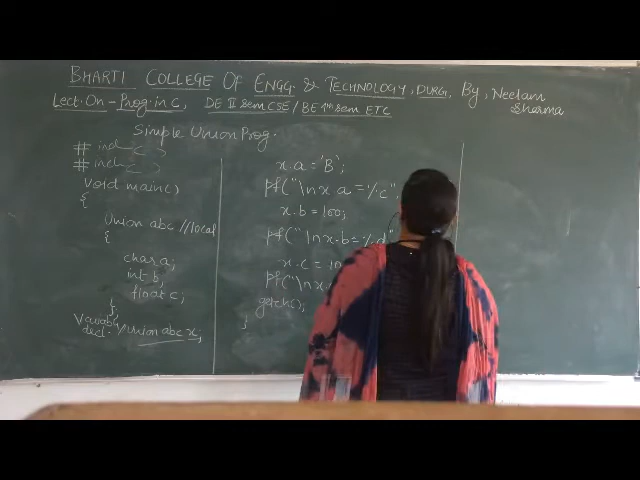 BHARTI COLLEGE OF ENGG. & TECHNOLOGY, DURG, By, Neelam Sharma
Lect. On - Prog. in C, DE II sem CSE / BE 1st sem ETC
Simple Union Prog.
# incl < >
# incl < >
Void main()
{
Union abc //local
{
char a;
int b;
float c;
}
Variable decl- //union abc x;
x.a = 'B';
pf("\n x a = %c",
x.b = 100;
pf("\n x.b = %d"
x.c = 10
pf("\n x.
getch();
}